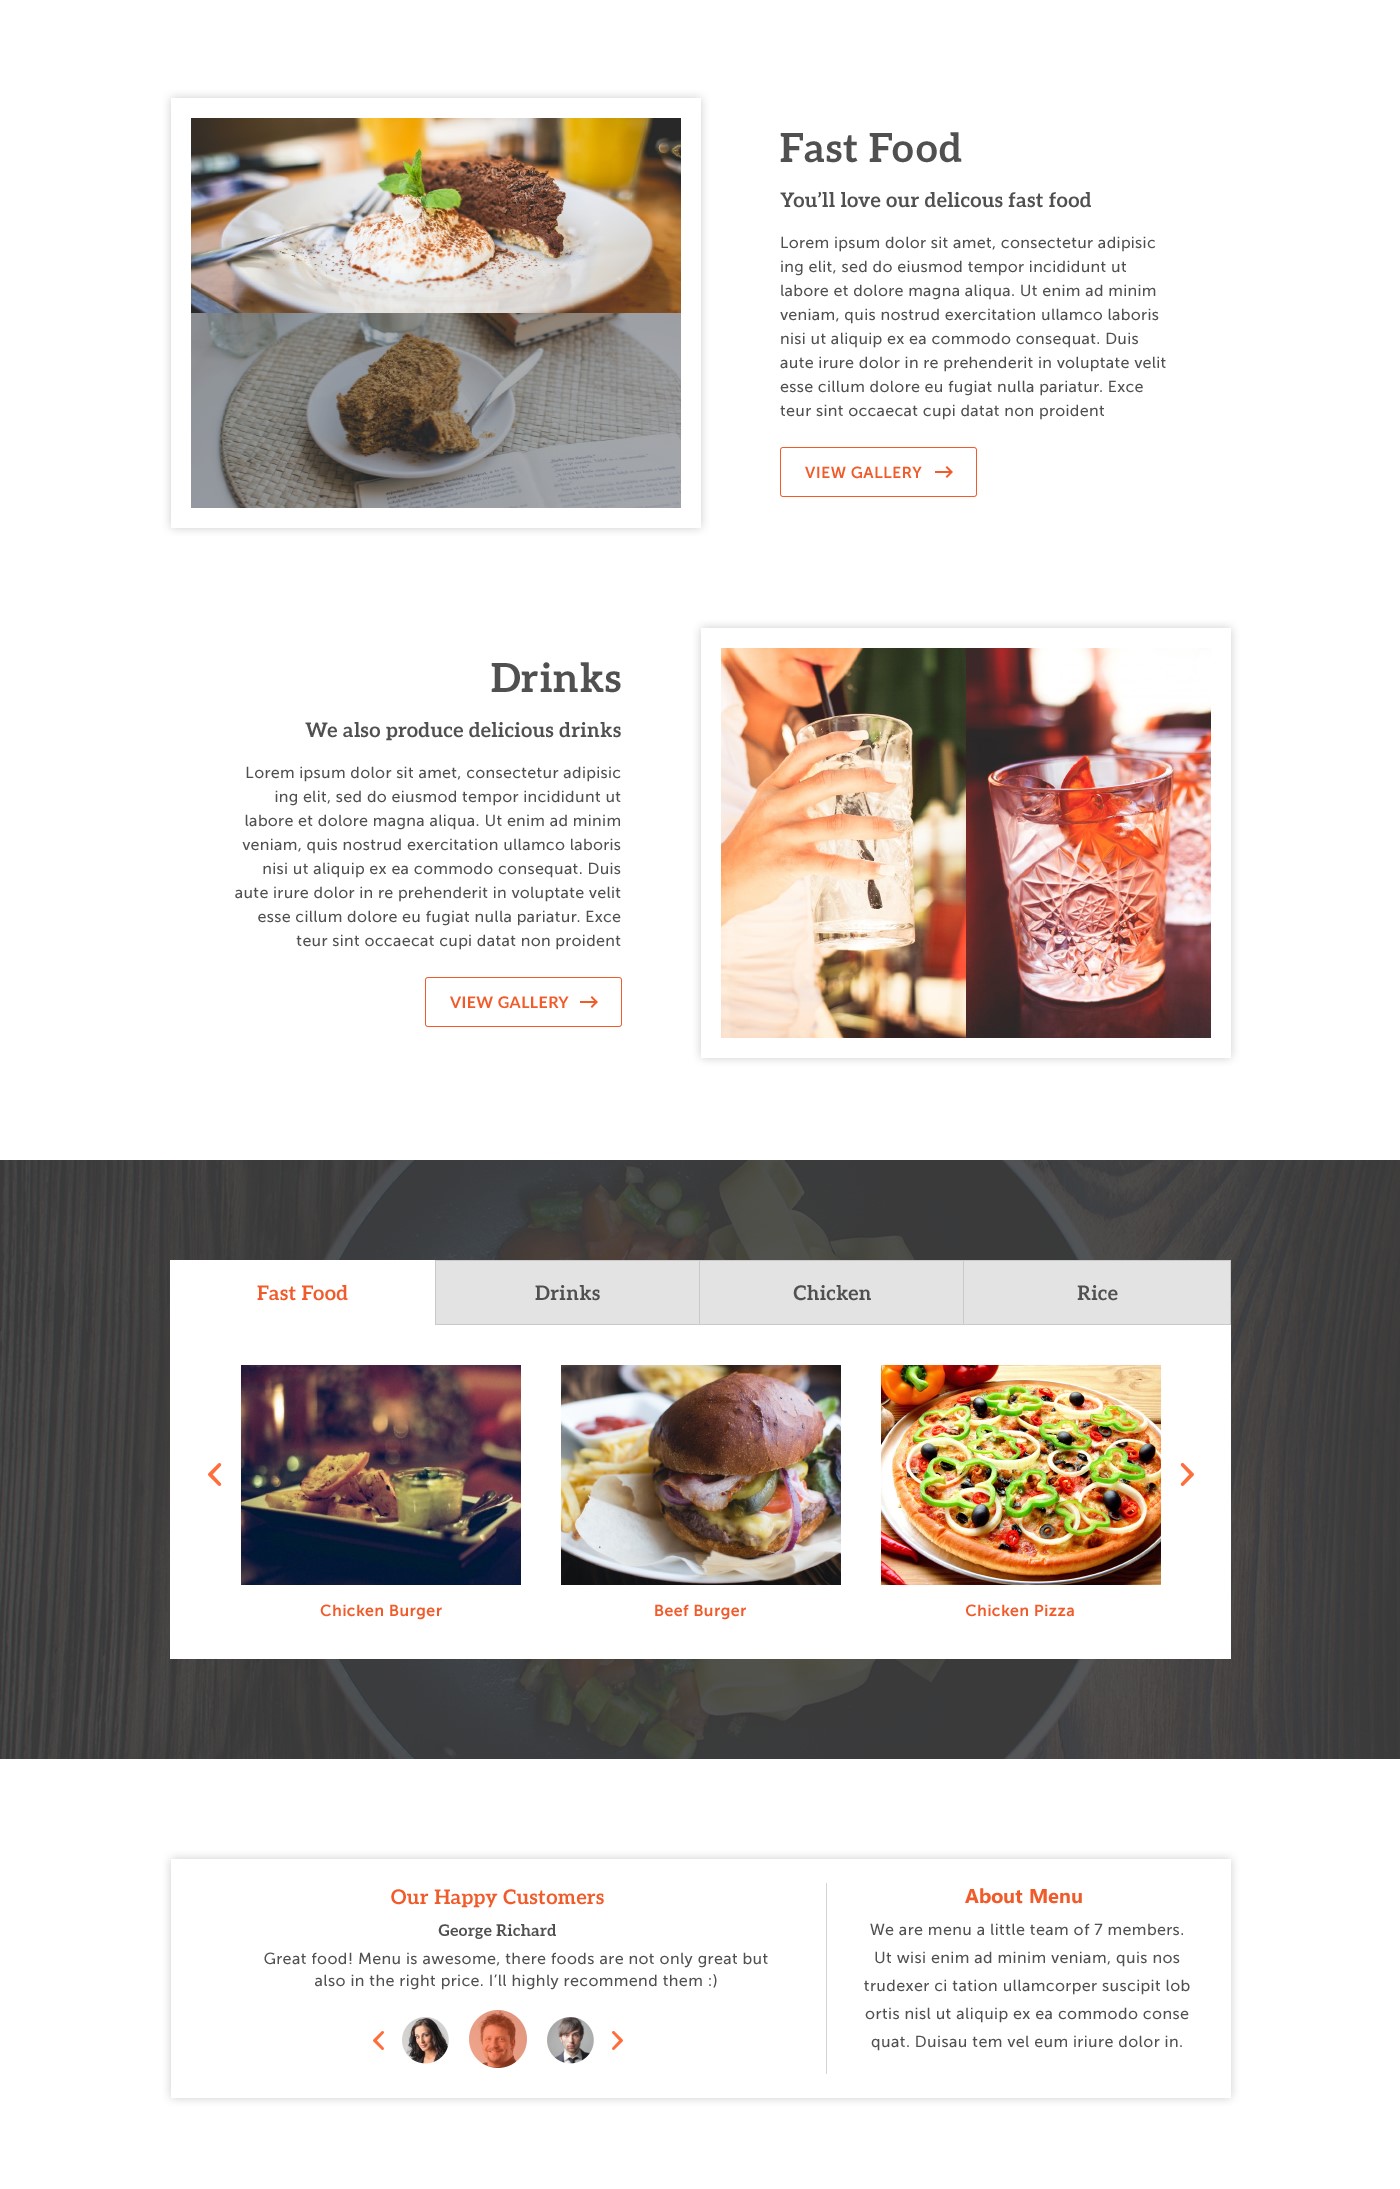 Fast Food
You'll love our delicous fast food
Lorem ipsum dolor sit amet, consectetur adipisic
ing elit, sed do eiusmod tempor incididunt ut
labore et dolore magna aliqua. Ut enim ad minim
veniam, quis nostrud exercitation ullamco laboris
nisi ut aliquip ex ea commodo consequat. Duis
aute irure dolor in re prehenderit in voluptate velit
esse cillum dolore eu fugiat nulla pariatur. Exce
teur sint occaecat cupi datat non proident
VIEW GALLERY
Drinks
We also produce delicious drinks
Lorem ipsum dolor sit amet, consectetur adipisic
ing elit, sed do eiusmod tempor incididunt ut
labore et dolore magna aliqua. Ut enim ad minim
veniam, quis nostrud exercitation ullamco laboris
nisi ut aliquip ex ea commodo consequat. Duis
aute irure dolor in re prehenderit in voluptate velit
esse cillum dolore eu fugiat nulla pariatur. Exce
teur sint occaecat cupi datat non proident
VIEW GALLERY
Fast Food
Drinks
Chicken
Rice
Chicken Burger
Beef Burger
Chicken Pizza
Our Happy Customers
George Richard
Great food! Menu is awesome, there foods are not only great but
also in the right price. I'll highly recommend them :)
About Menu
We are menu a little team of 7 members.
Ut wisi enim ad minim veniam, quis nos
trudexer ci tation ullamcorper suscipit lob
ortis nisl ut aliquip ex ea commodo conse
quat. Duisau tem vel eum iriure dolor in.